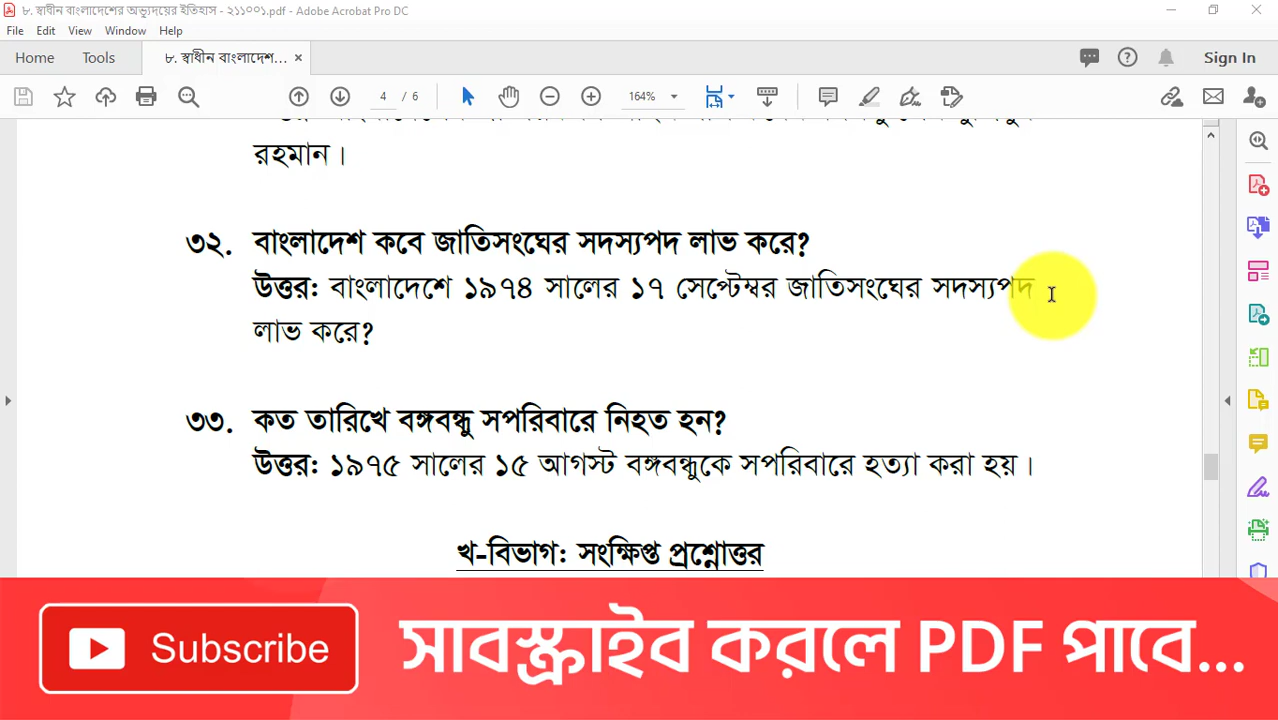 ৮. স্বাধীন বাংলাদেশের অভ্যুদয়ের ইতিহাস - ২১১০০১.pdf - Adobe Acrobat Pro DC
File Edit View Window Help
Home Tools ৮. স্বাধীন বাংলাদেশ... × Sign In
4 / 6 164%
রহমান।
৩২. বাংলাদেশ কবে জাতিসংঘের সদস্যপদ লাভ করে?
উত্তর: বাংলাদেশে ১৯৭৪ সালের ১৭ সেপ্টেম্বর জাতিসংঘের সদস্যপদ
লাভ করে?
৩৩. কত তারিখে বঙ্গবন্ধু সপরিবারে নিহত হন?
উত্তর: ১৯৭৫ সালের ১৫ আগস্ট বঙ্গবন্ধুকে সপরিবারে হত্যা করা হয়।
খ-বিভাগ: সংক্ষিপ্ত প্রশ্নোত্তর
Subscribe সাবস্ক্রাইব করলে PDF পাবে...